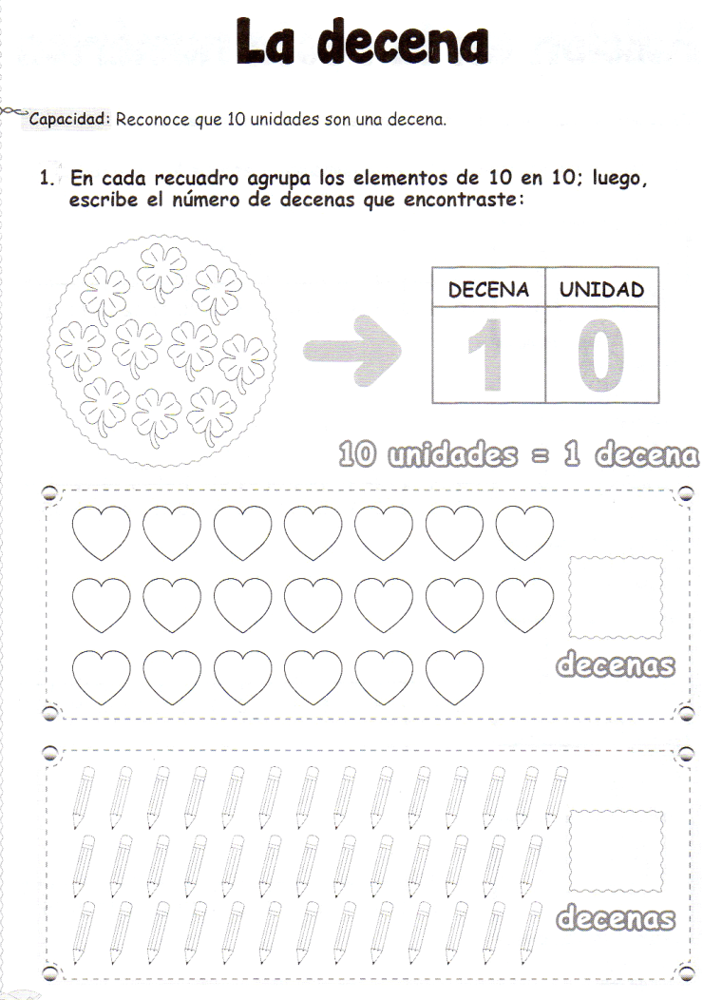 La decena
Capacidad: Reconoce que 10 unidades son una decena.
1. En cada recuadro agrupa los elementos de 10 en 10; luego,
escribe el número de decenas que encontraste:
DECENA UNIDAD
1 0
10 unidades = 1 decena
decenas
decenas